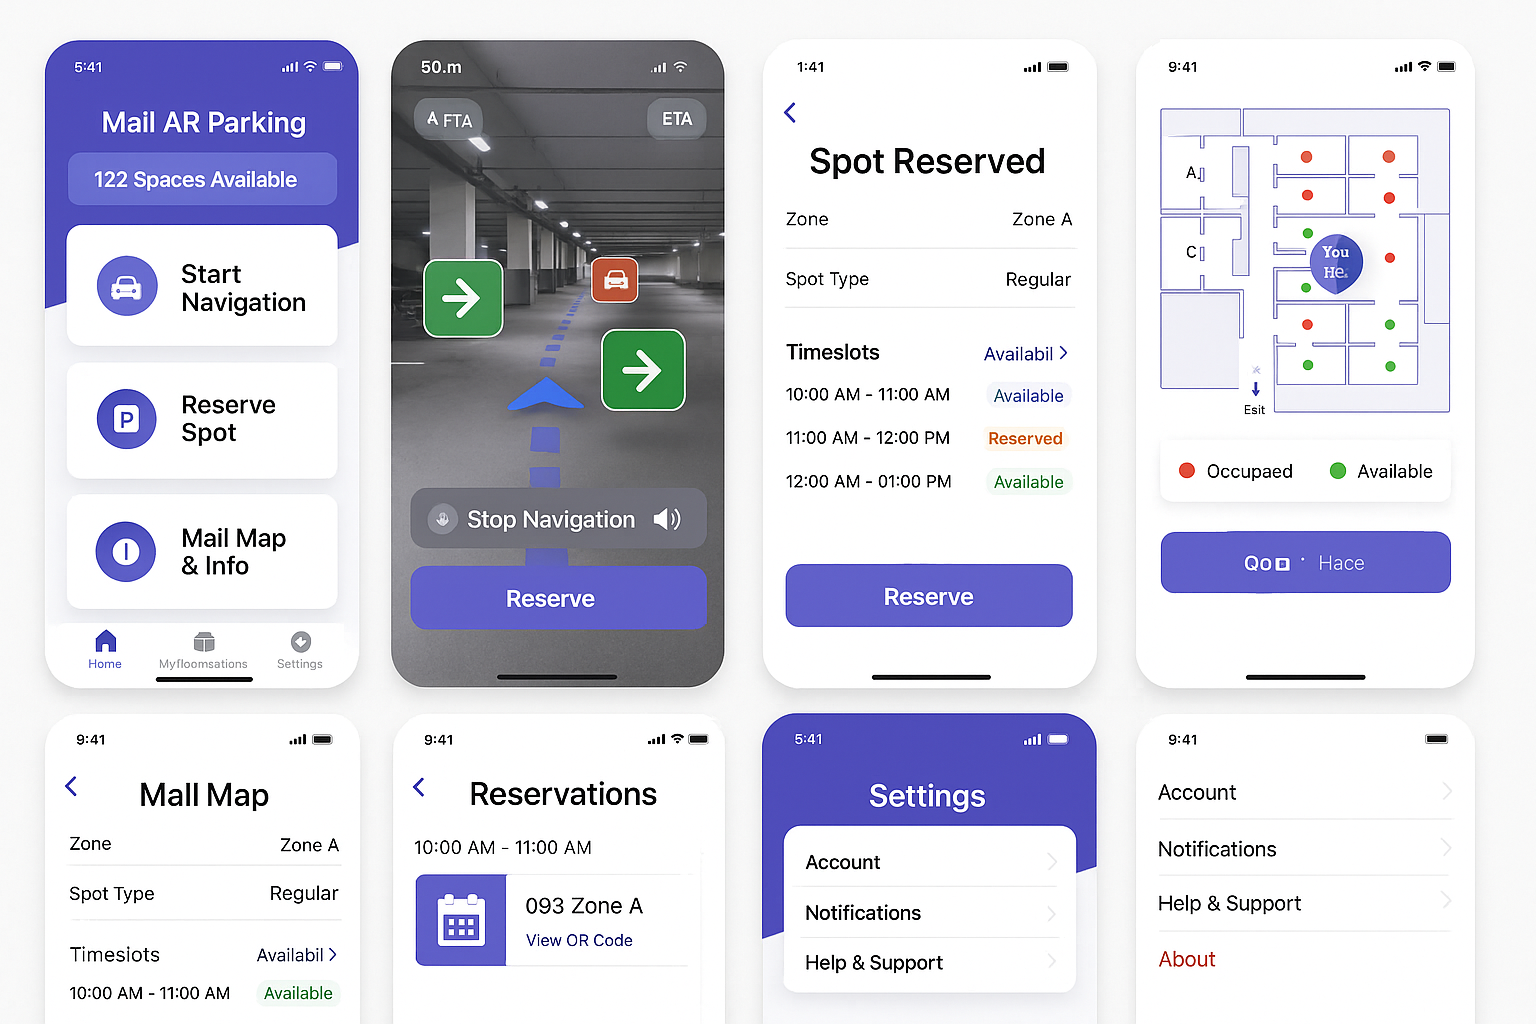 5:41
Mail AR Parking
122 Spaces Available
Start
Navigation
Reserve
Spot
Mail Map
& Info
Home
Myfloomsations
Settings
50.m
A FTA
ETA
Stop Navigation
Reserve
1:41
Spot Reserved
Zone Zone A
Spot Type Regular
Timeslots Availabil >
10:00 AM - 11:00 AM Available
11:00 AM - 12:00 PM Reserved
12:00 AM - 01:00 PM Available
Reserve
9:41
A
C
You
He.
Esit
Occupaed Available
Qo Hace
9:41
Mall Map
Zone Zone A
Spot Type Regular
Timesiots Availabil >
10:00 AM - 11:00 AM Available
9:41
Reservations
10:00 AM - 11:00 AM
093 Zone A
View OR Code
5:41
Settings
Account
Notifications
Help & Support
9:41
Account
Notifications
Help & Support
About